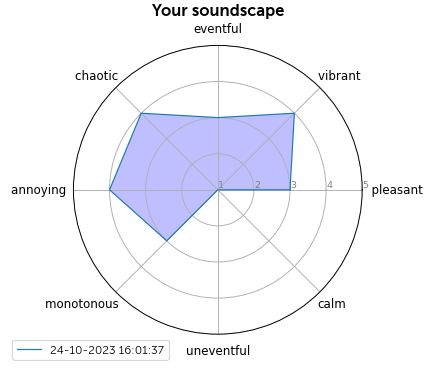 Your soundscape
eventful
chaotic
vibrant
annoying
1
2
3
4
5
pleasant
monotonous
calm
uneventful
24-10-2023 16:01:37